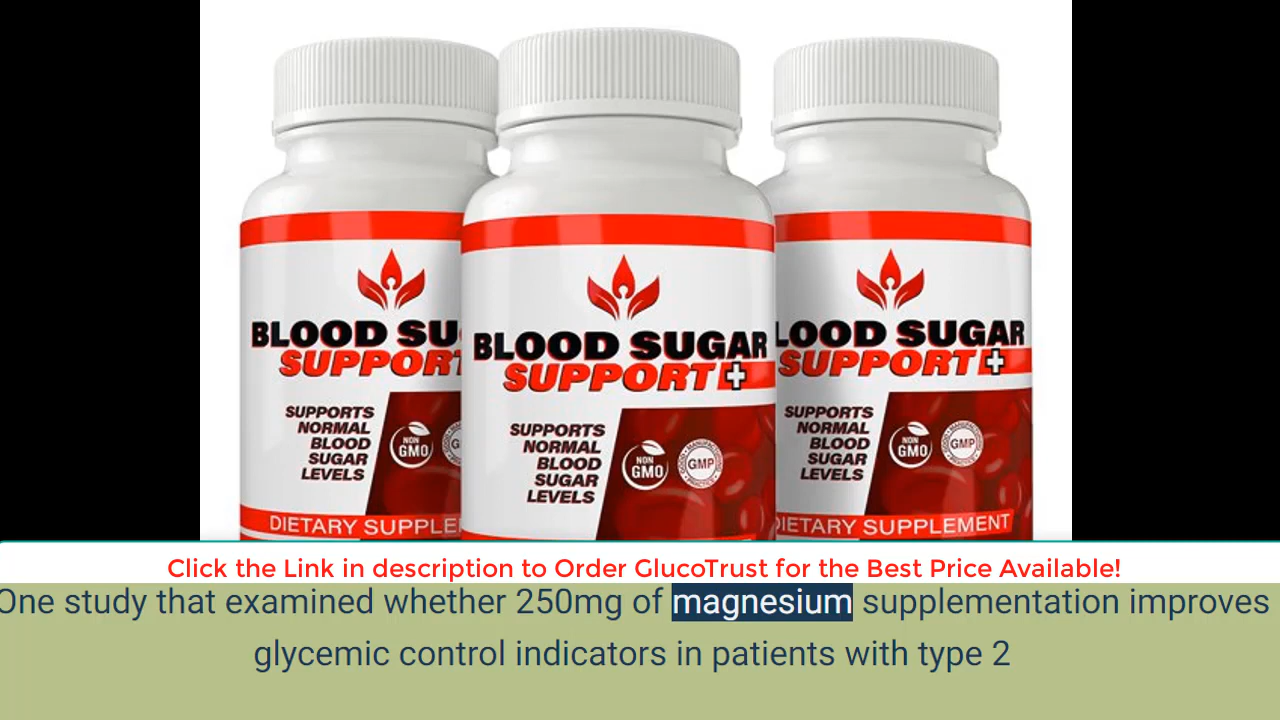 BLOOD SU
SUPPORT
SUPPORTS
NORMAL
BLOOD
SUGAR
LEVELS
NON
GMO
DIETARY SUPPLE
BLOOD SUGAR
SUPPORT+
SUPPORTS
NORMAL
BLOOD
SUGAR
LEVELS
NON
GMO
GMP
LOOD SUGAR
SUPPORT+
SUPPORTS
NORMAL
BLOOD
SUGAR
LEVELS
NON
GMO
GMP
DIETARY SUPPLEMENT
Click the Link in description to Order GlucoTrust for the Best Price Available!
One study that examined whether 250mg of magnesium supplementation improves
glycemic control indicators in patients with type 2